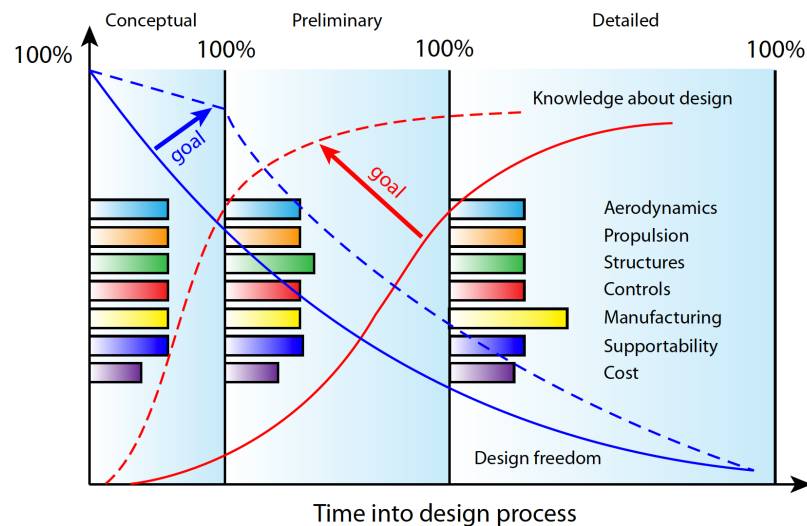 Conceptual
Preliminary
Detailed
100%
100%
100%
100%
Knowledge about design
goal
goal
Aerodynamics
Propulsion
Structures
Controls
Manufacturing
Supportability
Cost
Design freedom
Time into design process